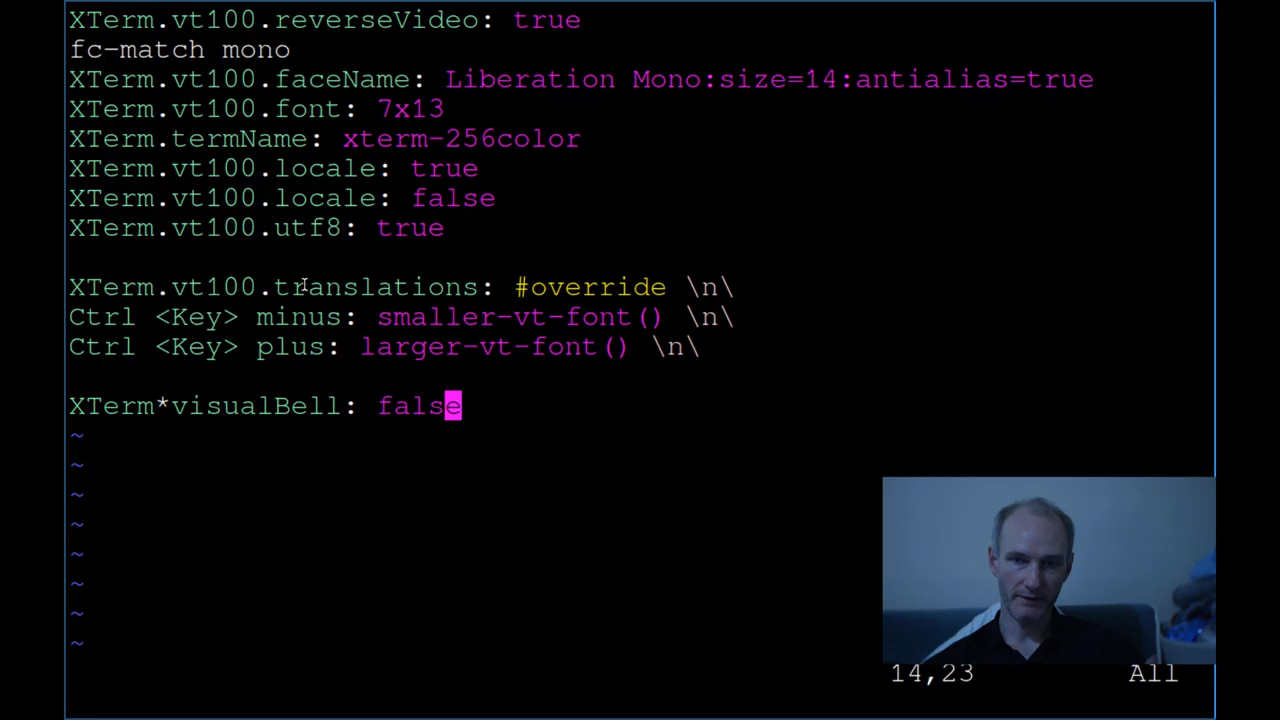 XTerm.vt100.reverseVideo: true
fc-match mono
XTerm.vt100.faceName: Liberation Mono:size=14:antialias=true
XTerm.vt100.font: 7x13
XTerm.termName: xterm-256color
XTerm.vt100.locale: true
XTerm.vt100.locale: false
XTerm.vt100.utf8: true
XTerm.vt100.translations: #override \n\
Ctrl <Key> minus: smaller-vt-font() \n\
Ctrl <Key> plus: larger-vt-font() \n\
XTerm*visualBell: false
~
~
~
~
~
~
~
~
14,23 All